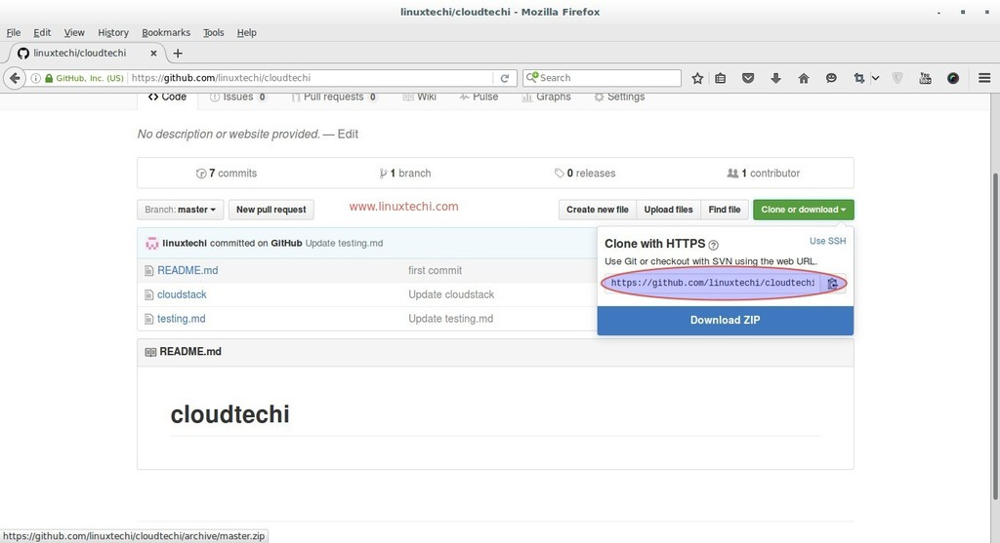 linuxtechi/cloudtechi - Mozilla Firefox
File Edit View History Bookmarks Tools Help
linuxtechi/cloudtechi
GitHub, Inc. (US) https://github.com/linuxtechi/cloudtechi Search
Code Issues 0 Pull requests 0 Wiki Pulse Graphs Settings
No description or website provided. — Edit
7 commits 1 branch 0 releases 1 contributor
Branch: master New pull request www.linuxtechi.com Create new file Upload files Find file Clone or download
linuxtechi committed on GitHub Update testing.md
Clone with HTTPS ? Use SSH
Use Git or checkout with SVN using the web URL.
README.md first commit
https://github.com/linuxtechi/cloudtechi
cloudstack Update cloudstack
testing.md Update testing.md
Download ZIP
README.md
cloudtechi
https://github.com/linuxtechi/cloudtechi/archive/master.zip